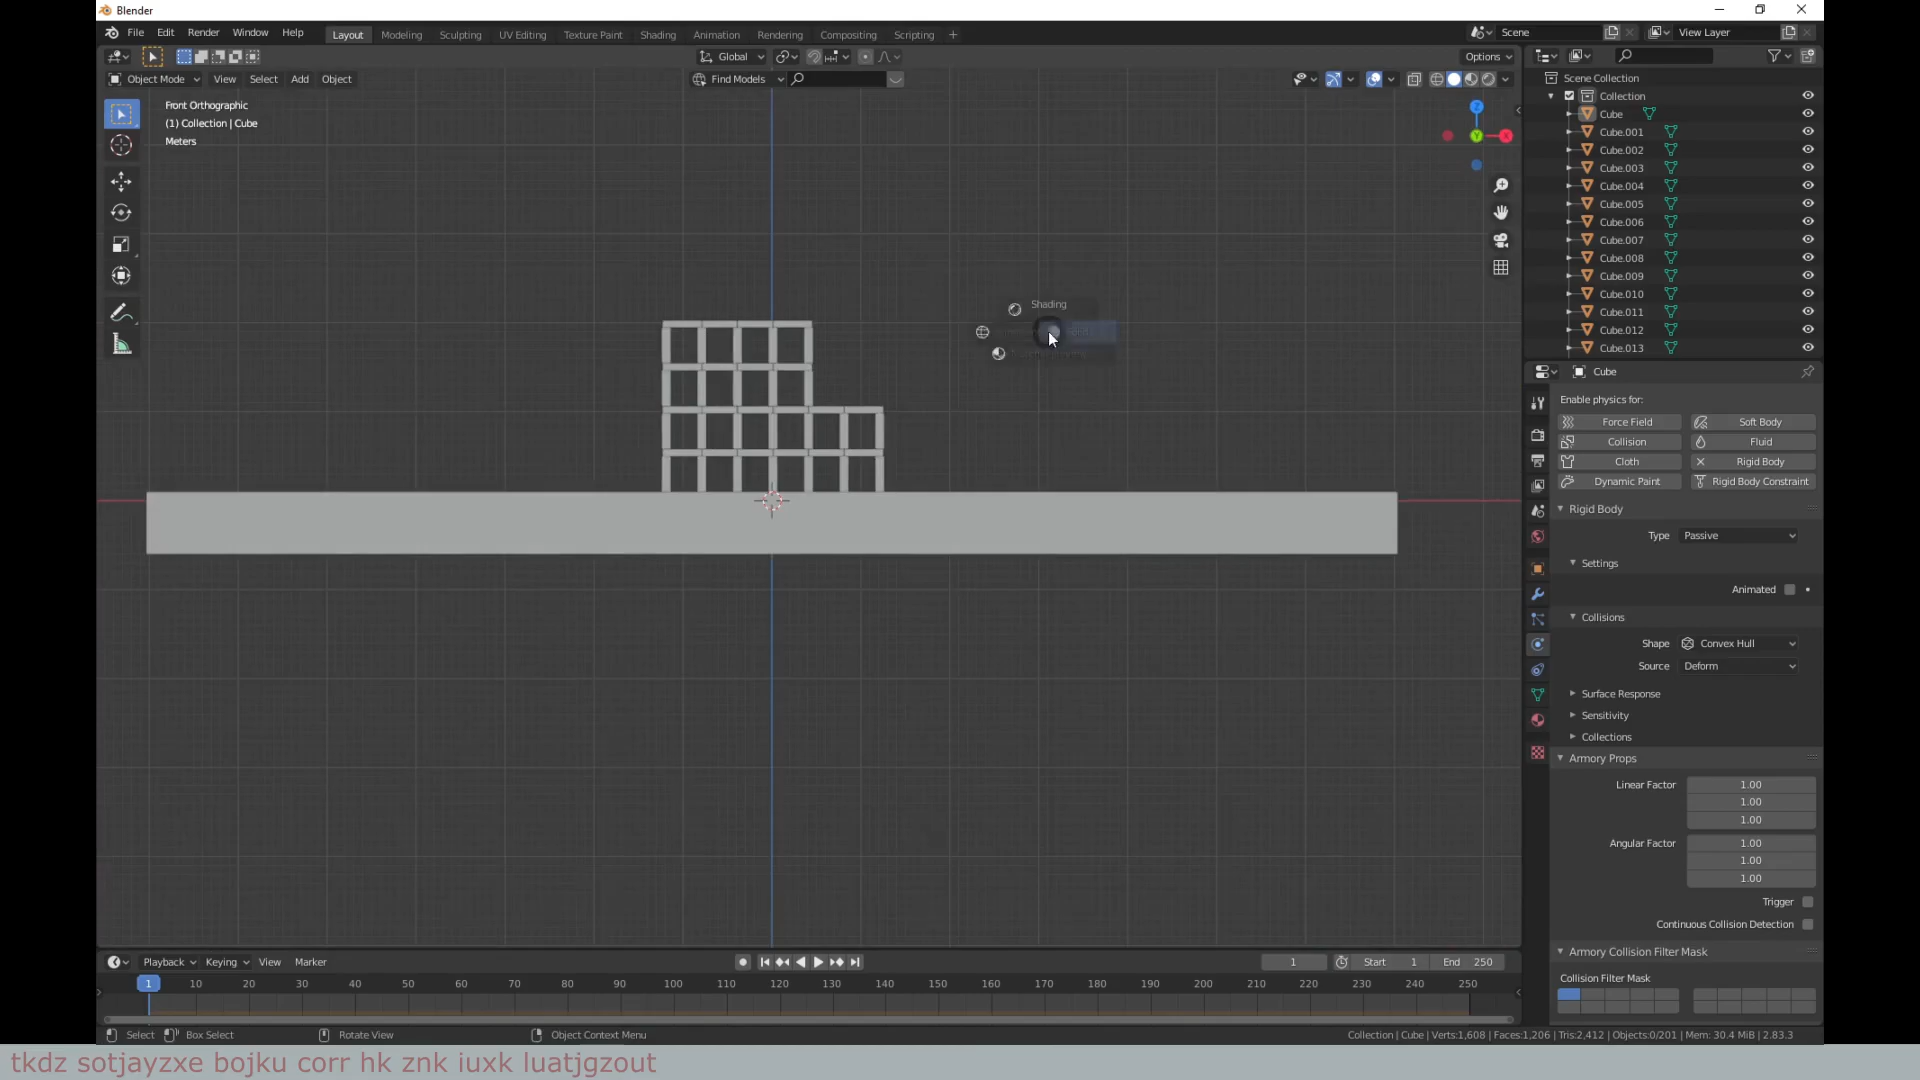 Blender
File Edit Render Window Help Layout Modeling Sculpting UV Editing Texture Paint Shading Animation Rendering Compositing Scripting + Scene View Layer
Global Options
Object Mode View Select Add Object Find Models
Front Orthographic
(1) Collection | Cube
Meters
Shading
Z
Y
X
Scene Collection
Collection
Cube
Cube.001
Cube.002
Cube.003
Cube.004
Cube.005
Cube.006
Cube.007
Cube.008
Cube.009
Cube.010
Cube.011
Cube.012
Cube.013
Cube
Enable physics for:
Force Field Soft Body
Collision Fluid
Cloth Rigid Body
Dynamic Paint Rigid Body Constraint
Rigid Body
Type Passive
Settings
Animated
Collisions
Shape Convex Hull
Source Deform
Surface Response
Sensitivity
Collections
Armory Props
Linear Factor 1.00
1.00
1.00
Angular Factor 1.00
1.00
1.00
Trigger
Continuous Collision Detection
Armory Collision Filter Mask
Collision Filter Mask
Playback Keying View Marker 1 Start 1 End 250
1 10 20 30 40 50 60 70 80 90 100 110 120 130 140 150 160 170 180 190 200 210 220 230 240 250
Select Box Select Rotate View Object Context Menu Collection | Cube | Verts:1,608 | Faces:1,206 | Tris:2,412 | Objects:0/201 | Mem: 30.4 MiB | 2.83.3
tkdz sotjayzxe bojku corr hk znk iuxk luatjgzout